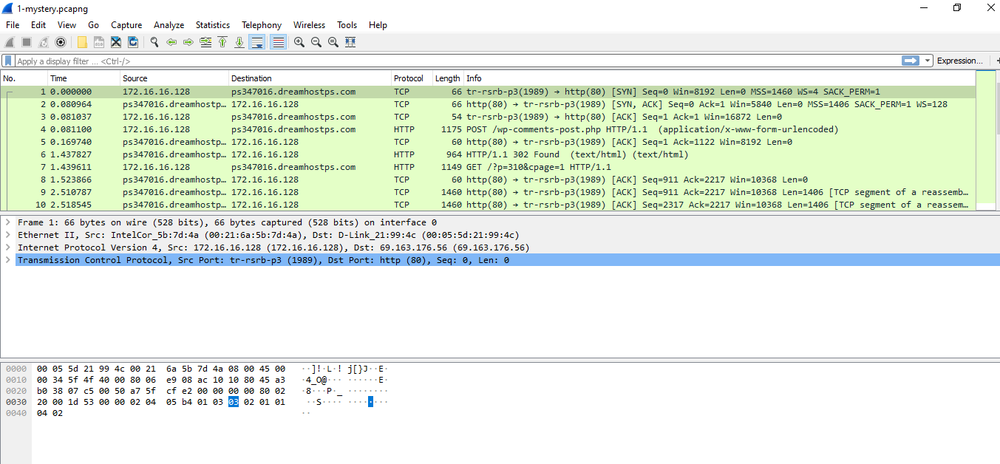 1-mystery.pcapng
File Edit View Go Capture Analyze Statistics Telephony Wireless Tools Help
Apply a display filter ... <Ctrl-/> Expression... +
No. Time Source Destination Protocol Length Info
1 0.000000 172.16.16.128 ps347016.dreamhostps.com TCP 66 tr-rsrb-p3(1989) → http(80) [SYN] Seq=0 Win=8192 Len=0 MSS=1460 WS=4 SACK_PERM=1
2 0.080964 ps347016.dreamhostp… 172.16.16.128 TCP 66 http(80) → tr-rsrb-p3(1989) [SYN, ACK] Seq=0 Ack=1 Win=5840 Len=0 MSS=1406 SACK_PERM=1 WS=128
3 0.081037 172.16.16.128 ps347016.dreamhostps.com TCP 54 tr-rsrb-p3(1989) → http(80) [ACK] Seq=1 Ack=1 Win=16872 Len=0
4 0.081100 172.16.16.128 ps347016.dreamhostps.com HTTP 1175 POST /wp-comments-post.php HTTP/1.1 (application/x-www-form-urlencoded)
5 0.169740 ps347016.dreamhostp… 172.16.16.128 TCP 60 http(80) → tr-rsrb-p3(1989) [ACK] Seq=1 Ack=1122 Win=8192 Len=0
6 1.437827 ps347016.dreamhostp… 172.16.16.128 HTTP 964 HTTP/1.1 302 Found (text/html) (text/html)
7 1.439611 172.16.16.128 ps347016.dreamhostps.com HTTP 1149 GET /?p=310&cpage=1 HTTP/1.1
8 1.523866 ps347016.dreamhostp… 172.16.16.128 TCP 60 http(80) → tr-rsrb-p3(1989) [ACK] Seq=911 Ack=2217 Win=10368 Len=0
9 2.510787 ps347016.dreamhostp… 172.16.16.128 TCP 1460 http(80) → tr-rsrb-p3(1989) [ACK] Seq=911 Ack=2217 Win=10368 Len=1406 [TCP segment of a reassemb…
10 2.518545 ps347016.dreamhostp… 172.16.16.128 TCP 1460 http(80) → tr-rsrb-p3(1989) [ACK] Seq=2317 Ack=2217 Win=10368 Len=1406 [TCP segment of a reassem…
Frame 1: 66 bytes on wire (528 bits), 66 bytes captured (528 bits) on interface 0
Ethernet II, Src: IntelCor_5b:7d:4a (00:21:6a:5b:7d:4a), Dst: D-Link_21:99:4c (00:05:5d:21:99:4c)
Internet Protocol Version 4, Src: 172.16.16.128 (172.16.16.128), Dst: 69.163.176.56 (69.163.176.56)
Transmission Control Protocol, Src Port: tr-rsrb-p3 (1989), Dst Port: http (80), Seq: 0, Len: 0
0000 00 05 5d 21 99 4c 00 21 6a 5b 7d 4a 08 00 45 00 ··]!·L·! j[}J··E·
0010 00 34 5f 4f 40 00 80 06 e9 08 ac 10 10 80 45 a3 ·4_O@··· ······E·
0020 b0 38 07 c5 00 50 a7 5f cf e2 00 00 00 00 80 02 ·8···P·_ ········
0030 20 00 1d 53 00 00 02 04 05 b4 01 03 03 02 01 01 ··S···· ········
0040 04 02 ··